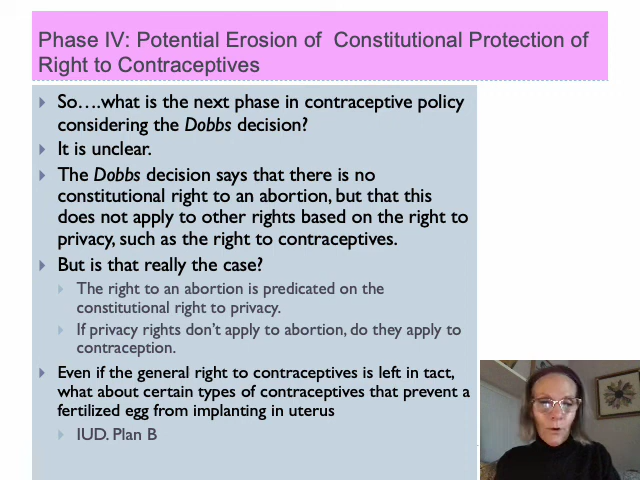 Phase IV: Potential Erosion of Constitutional Protection of
Right to Contraceptives
So….what is the next phase in contraceptive policy
considering the Dobbs decision?
It is unclear.
The Dobbs decision says that there is no
constitutional right to an abortion, but that this
does not apply to other rights based on the right to
privacy, such as the right to contraceptives.
But is that really the case?
The right to an abortion is predicated on the
constitutional right to privacy.
If privacy rights don't apply to abortion, do they apply to
contraception.
Even if the general right to contraceptives is left in tact,
what about certain types of contraceptives that prevent a
fertilized egg from implanting in uterus
IUD. Plan B